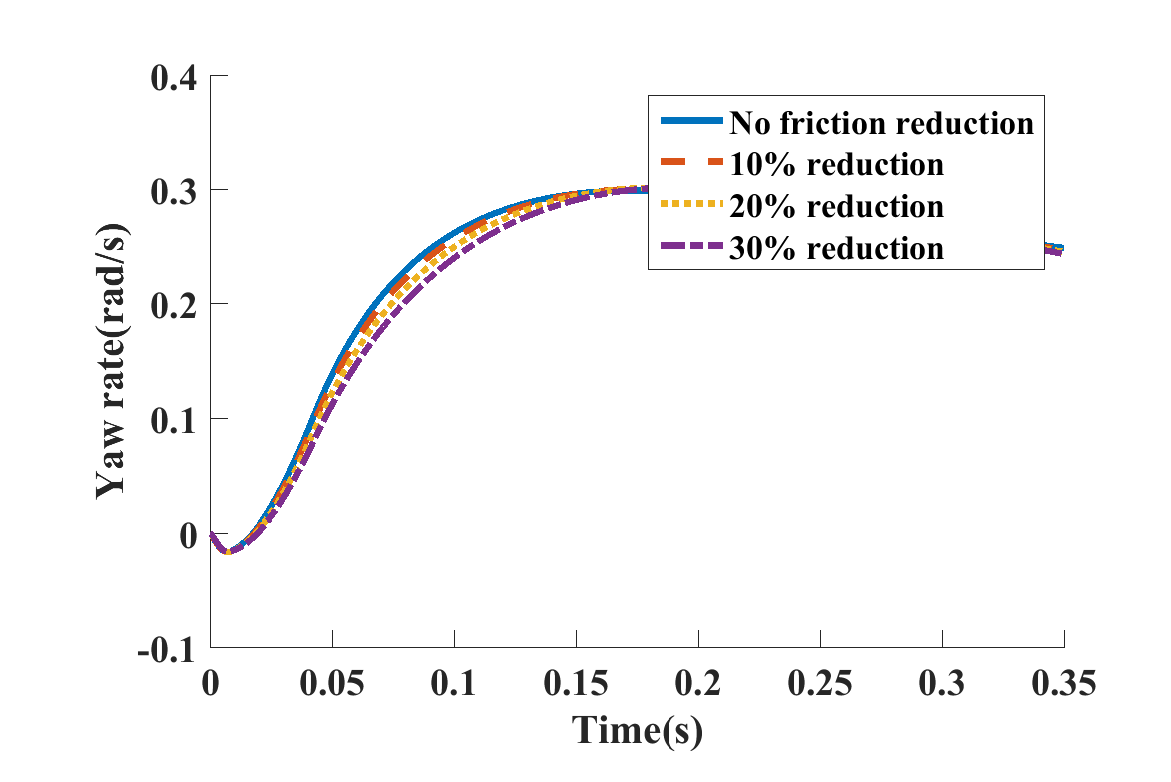 0.4
0.3
0.2
0.1
0
-0.1
Yaw rate(rad/s)
No friction reduction
10% reduction
20% reduction
30% reduction
0 0.05 0.1 0.15 0.2 0.25 0.3 0.35
Time(s)